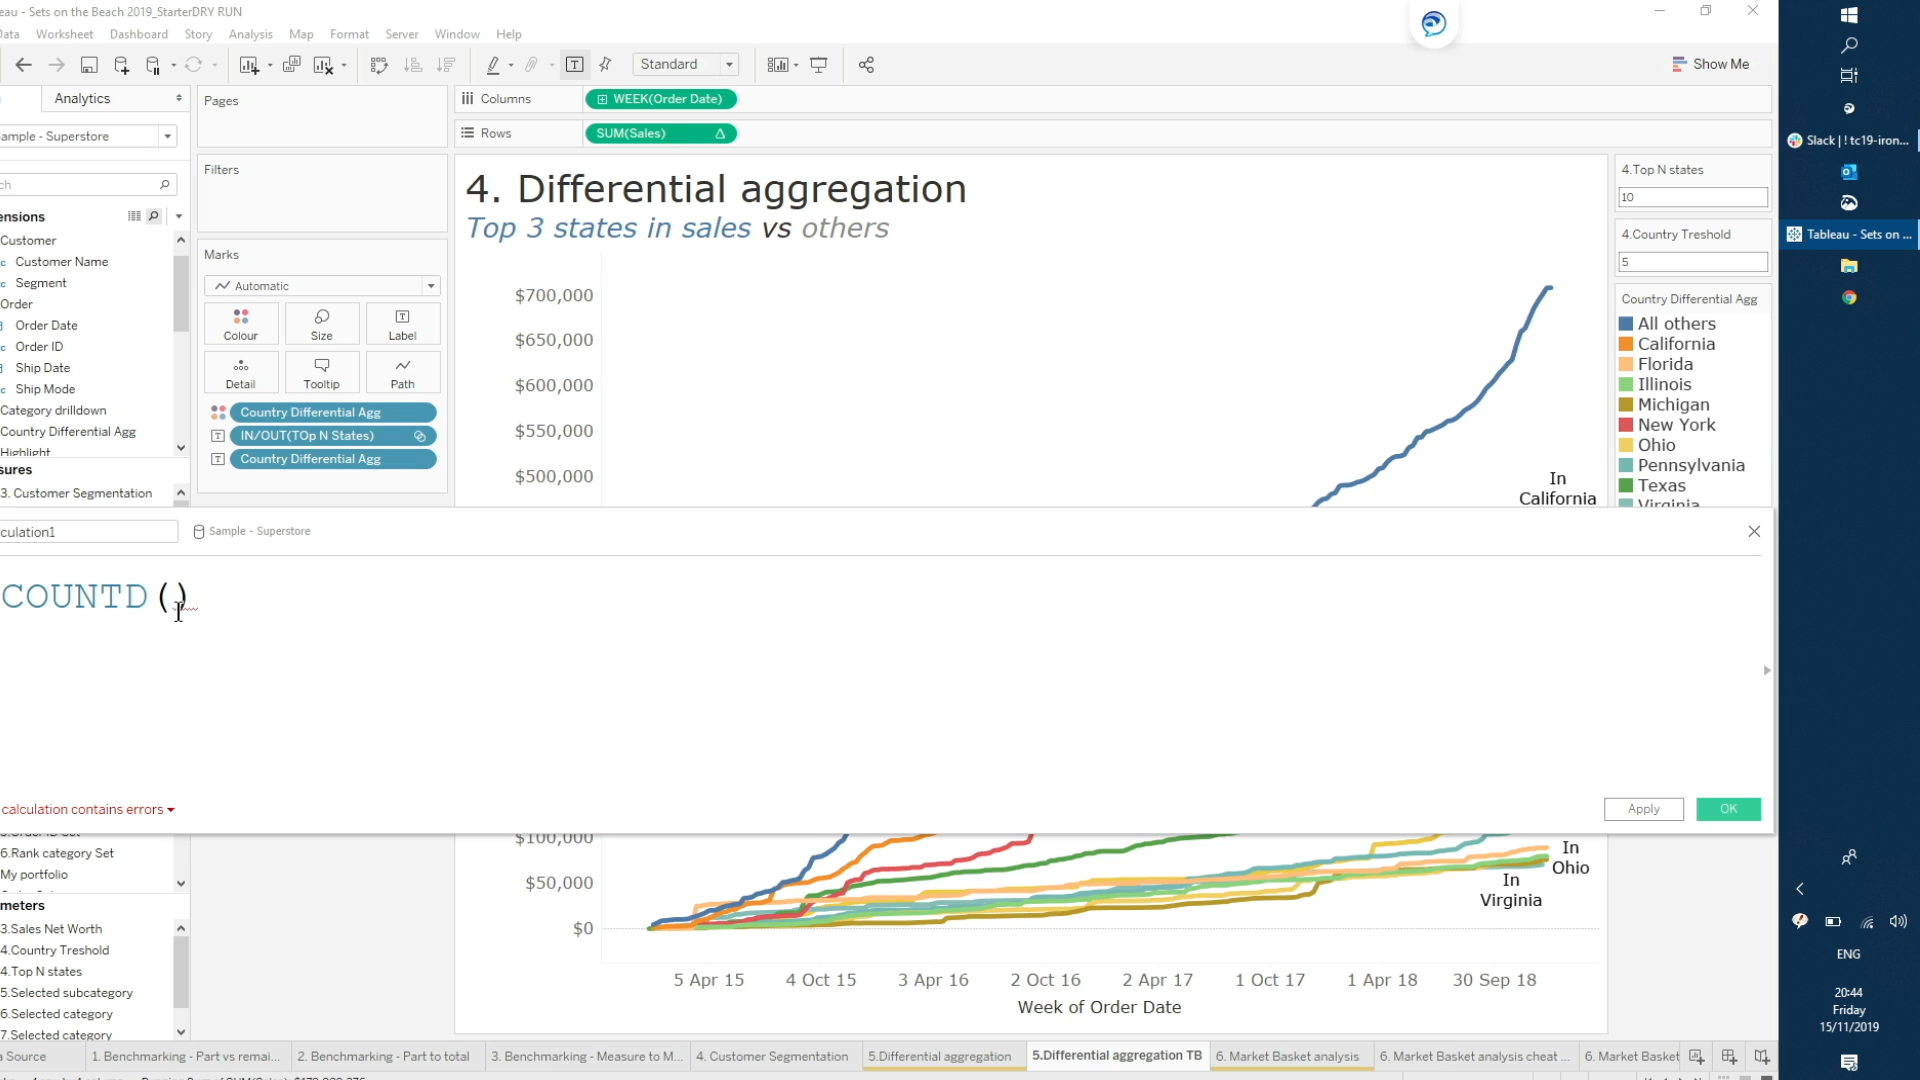 eau - Sets on the Beach 2019_StarterDRY RUN
Data Worksheet Dashboard Story Analysis Map Format Server Window Help
Standard
Show Me
Analytics
Pages
Columns
WEEK(Order Date)
Sample - Superstore
Rows
SUM(Sales)
Filters
4. Differential aggregation
Top 3 states in sales vs others
4.Top N states
10
4.Country Treshold
5
ch
ensions
Customer
Customer Name
Segment
Order
Order Date
Order ID
Ship Date
Ship Mode
Category drilldown
Country Differential Agg
Highlight
sures
3. Customer Segmentation
Marks
Automatic
Colour
Size
Label
Detail
Tooltip
Path
Country Differential Agg
IN/OUT(TOp N States)
Country Differential Agg
$700,000
$650,000
$600,000
$550,000
$500,000
In
California
Country Differential Agg
All others
California
Florida
Illinois
Michigan
New York
Ohio
Pennsylvania
Texas
Virginia
culation1
Sample - Superstore
COUNTD()
calculation contains errors
Apply
OK
5.Order ID Set
6.Rank category Set
My portfolio
meters
3.Sales Net Worth
4.Country Treshold
4.Top N states
5.Selected subcategory
6.Selected category
7.Selected category
$100,000
$50,000
$0
In
Ohio
In
Virginia
5 Apr 15
4 Oct 15
3 Apr 16
2 Oct 16
2 Apr 17
1 Oct 17
1 Apr 18
30 Sep 18
Week of Order Date
a Source
1. Benchmarking - Part vs remai...
2. Benchmarking - Part to total
3. Benchmarking - Measure to M...
4. Customer Segmentation
5.Differential aggregation
5.Differential aggregation TB
6. Market Basket analysis
6. Market Basket analysis cheat ...
6. Market Basket
Slack | ! tc19-iron...
Tableau - Sets on ...
ENG
20:44
Friday
15/11/2019